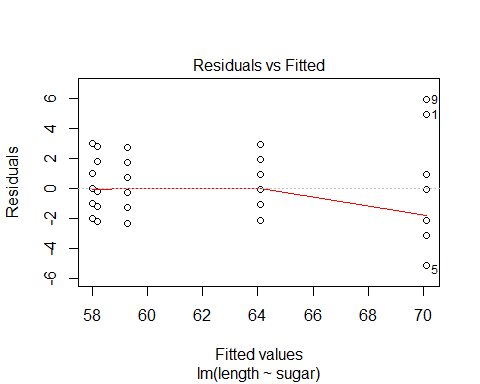 Residuals vs Fitted
Residuals
6
4
2
0
-2
-4
-6
9
1
5
58 60 62 64 66 68 70
Fitted values
lm(length ~ sugar)